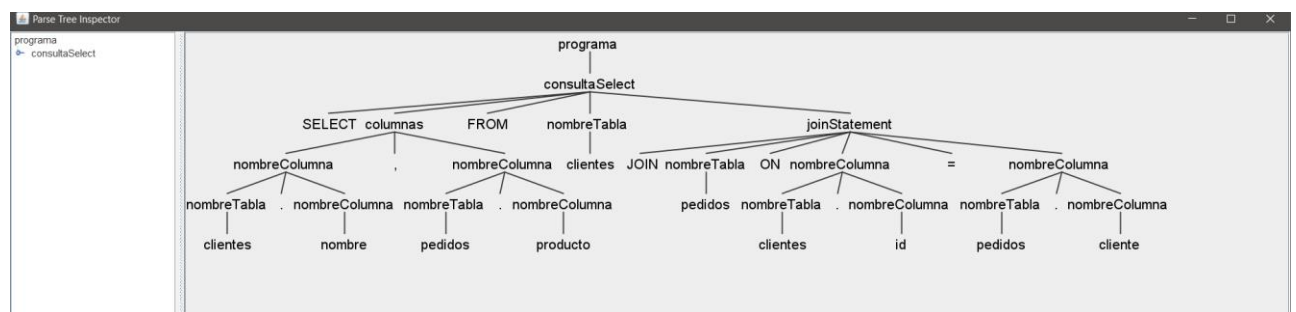 Parse Tree Inspector
programa
consultaSelect
programa
consultaSelect
SELECT columnas FROM nombreTabla joinStatement
nombreColumna , nombreColumna clientes JOIN nombreTabla ON nombreColumna = nombreColumna
nombreTabla . nombreColumna nombreTabla . nombreColumna pedidos nombreTabla . nombreColumna nombreTabla . nombreColumna
clientes nombre pedidos producto clientes id pedidos cliente